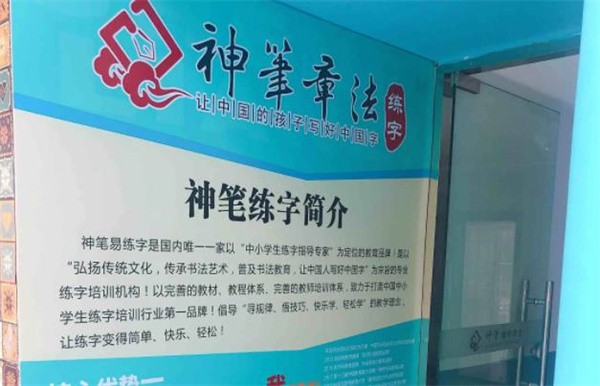 神筆章法
练字
让中国的孩子写好中国字
神笔练字简介
神笔易练字是国内唯一一家以“中小学生练字指导专家”为定位的教育品牌！是以
“弘扬传统文化，传承书法艺术，普及书法教育，让中国人写好中国字”为宗旨的专业
练字培训机构！以完善的教材、教程体系、完善的教师培训体系，致力于打造中国中小
学生练字培训行业第一品牌！倡导“寻规律、借技巧、快乐学、轻松学”的教学理念，
让练字变得简单、快乐、轻松！